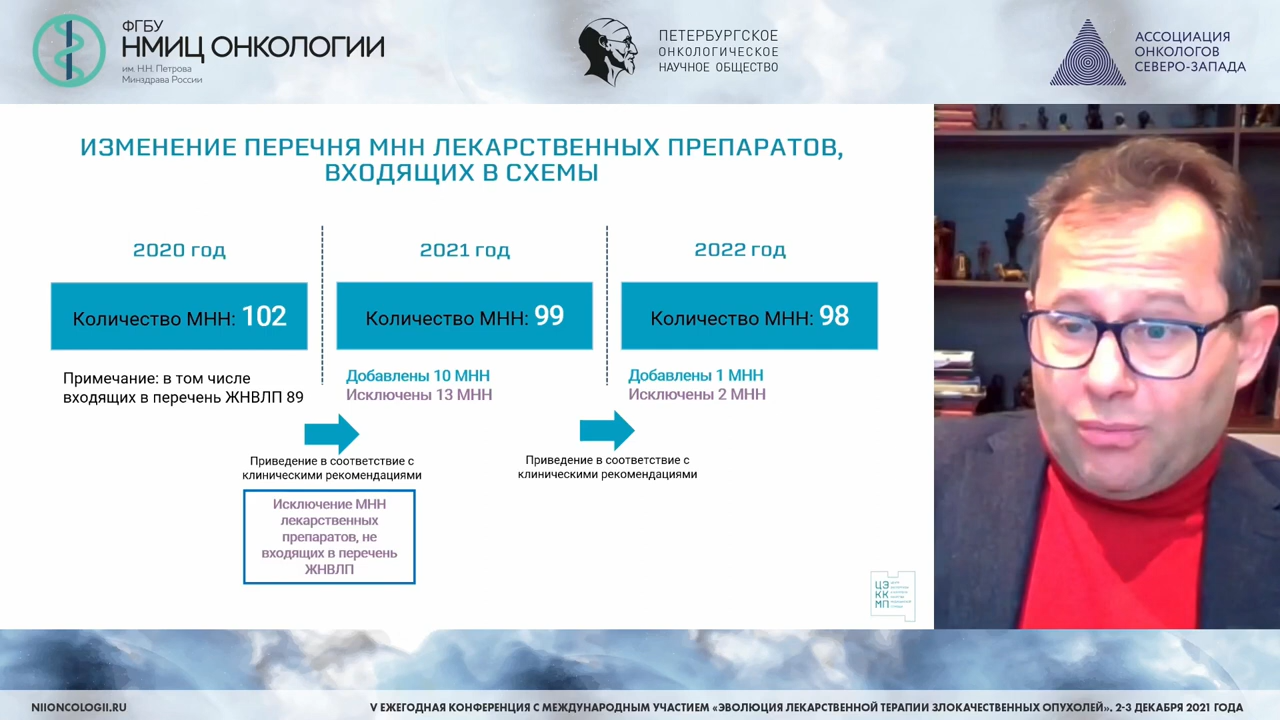 ФГБУ
НМИЦ ОНКОЛОГИИ
им. Н.Н. Петрова
Минздрава России
ПЕТЕРБУРГСКОЕ
ОНКОЛОГИЧЕСКОЕ
НАУЧНОЕ ОБЩЕСТВО
АССОЦИАЦИЯ
ОНКОЛОГОВ
СЕВЕРО-ЗАПАДА
ИЗМЕНЕНИЕ ПЕРЕЧНЯ МНН ЛЕКАРСТВЕННЫХ ПРЕПАРАТОВ,
ВХОДЯЩИХ В СХЕМЫ
2020 год
Количество МНН: 102
Примечание: в том числе
входящих в перечень ЖНВЛП 89
2021 год
Количество МНН: 99
Добавлены 10 МНН
Исключены 13 МНН
2022 год
Количество МНН: 98
Добавлены 1 МНН
Исключены 2 МНН
Приведение в соответствие с
клиническими рекомендациями
Исключение МНН
лекарственных
препаратов, не
входящих в перечень
ЖНВЛП
Приведение в соответствие с
клиническими рекомендациями
ЦЭ
КК
МП
NIIONCOLOGII.RU
V ЕЖЕГОДНАЯ КОНФЕРЕНЦИЯ С МЕЖДУНАРОДНЫМ УЧАСТИЕМ «ЭВОЛЮЦИЯ ЛЕКАРСТВЕННОЙ ТЕРАПИИ ЗЛОКАЧЕСТВЕННЫХ ОПУХОЛЕЙ». 2-3 ДЕКАБРЯ 2021 ГОДА